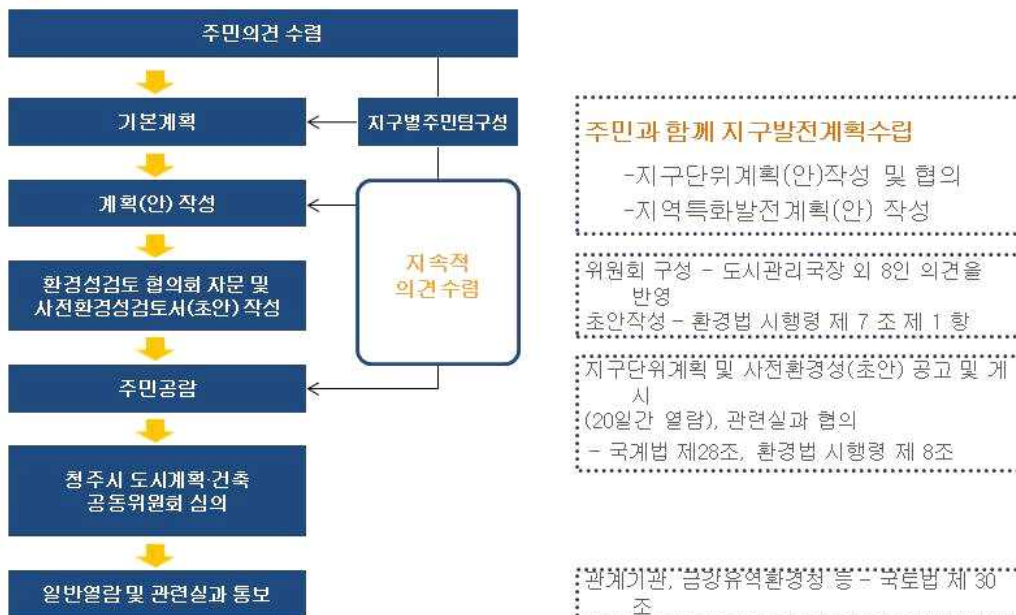 주민의견 수렴
기본계획
지구별주민팀구성
계획(안) 작성
지속적
의견 수렴
환경성검토 협의회 자문 및
사전환경성검토서(초안) 작성
주민공람
청주시 도시계획·건축
공동위원회 심의
일반열람 및 관련실과 통보
주민과 함께 지구발전계획수립
-지구단위계획(안)작성 및 협의
-지역특화발전계획(안) 작성
위원회 구성 – 도시관리국장 외 8인 의견을
반영
초안작성 – 환경법 시행령 제 7 조 제 1 항
지구단위계획 및 사전환경성(초안) 공고 및 게
시
(20일간 열람), 관련실과 협의
– 국계법 제28조, 환경법 시행령 제 8조
관계기관, 금강유역환경청 등 – 국토법 제 30
조